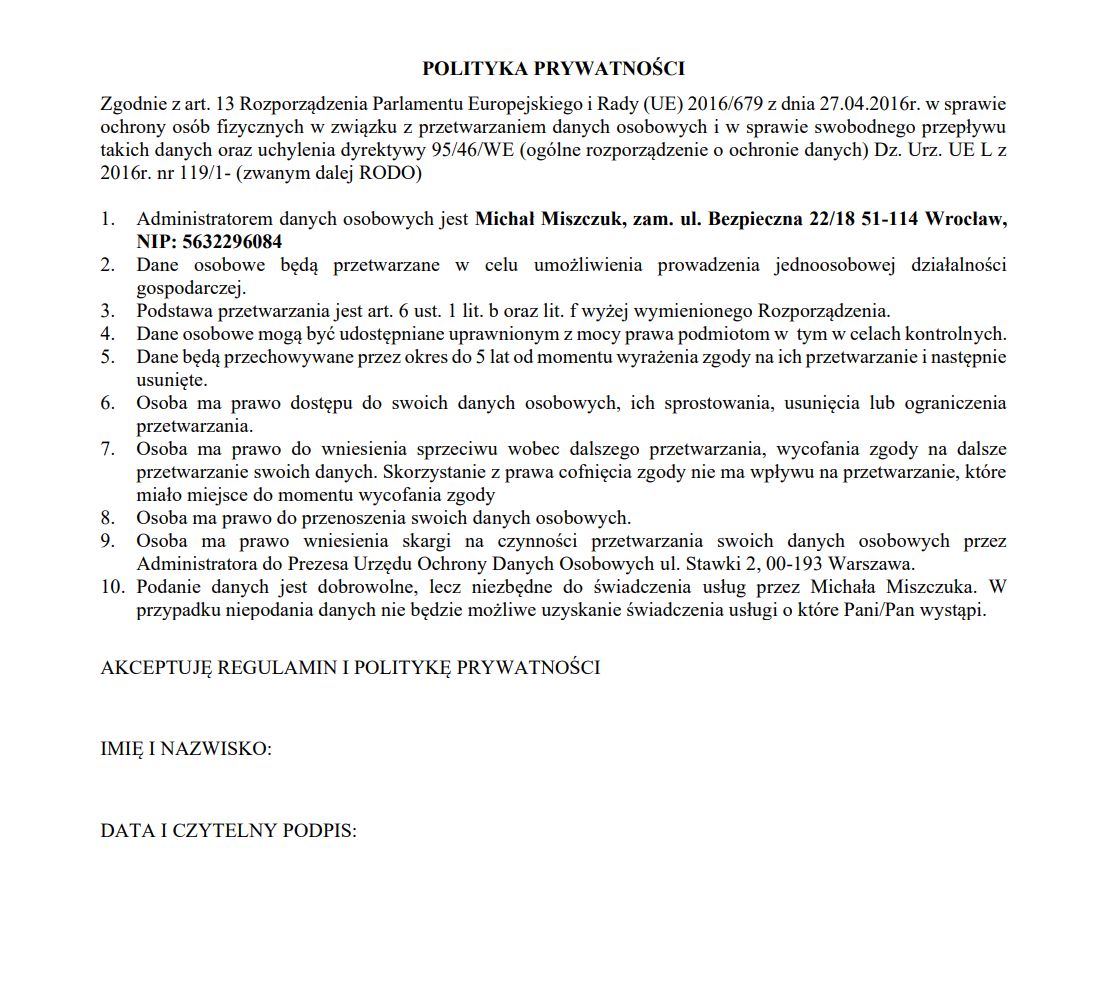 POLITYKA PRYWATNOŚCI
Zgodnie z art. 13 Rozporządzenia Parlamentu Europejskiego i Rady (UE) 2016/679 z dnia 27.04.2016r. w sprawie
ochrony osób fizycznych w związku z przetwarzaniem danych osobowych i w sprawie swobodnego przepływu
takich danych oraz uchylenia dyrektywy 95/46/WE (ogólne rozporządzenie o ochronie danych) Dz. Urz. UE L z
2016r. nr 119/1- (zwanym dalej RODO)
1. Administratorem danych osobowych jest Michał Miszczuk, zam. ul. Bezpieczna 22/18 51-114 Wrocław,
NIP: 5632296084
2. Dane osobowe będą przetwarzane w celu umożliwienia prowadzenia jednoosobowej działalności
gospodarczej.
3. Podstawa przetwarzania jest art. 6 ust. 1 lit. b oraz lit. f wyżej wymienionego Rozporządzenia.
4. Dane osobowe mogą być udostępniane uprawnionym z mocy prawa podmiotom w tym w celach kontrolnych.
5. Dane będą przechowywane przez okres do 5 lat od momentu wyrażenia zgody na ich przetwarzanie i następnie
usunięte.
6. Osoba ma prawo dostępu do swoich danych osobowych, ich sprostowania, usunięcia lub ograniczenia
przetwarzania.
7. Osoba ma prawo do wniesienia sprzeciwu wobec dalszego przetwarzania, wycofania zgody na dalsze
przetwarzanie swoich danych. Skorzystanie z prawa cofnięcia zgody nie ma wpływu na przetwarzanie, które
miało miejsce do momentu wycofania zgody
8. Osoba ma prawo do przenoszenia swoich danych osobowych.
9. Osoba ma prawo wniesienia skargi na czynności przetwarzania swoich danych osobowych przez
Administratora do Prezesa Urzędu Ochrony Danych Osobowych ul. Stawki 2, 00-193 Warszawa.
10. Podanie danych jest dobrowolne, lecz niezbędne do świadczenia usług przez Michała Miszczuka. W
przypadku niepodania danych nie będzie możliwe uzyskanie świadczenia usługi o które Pani/Pan wystąpi.
AKCEPTUJĘ REGULAMIN I POLITYKĘ PRYWATNOŚCI
IMIĘ I NAZWISKO:
DATA I CZYTELNY PODPIS: